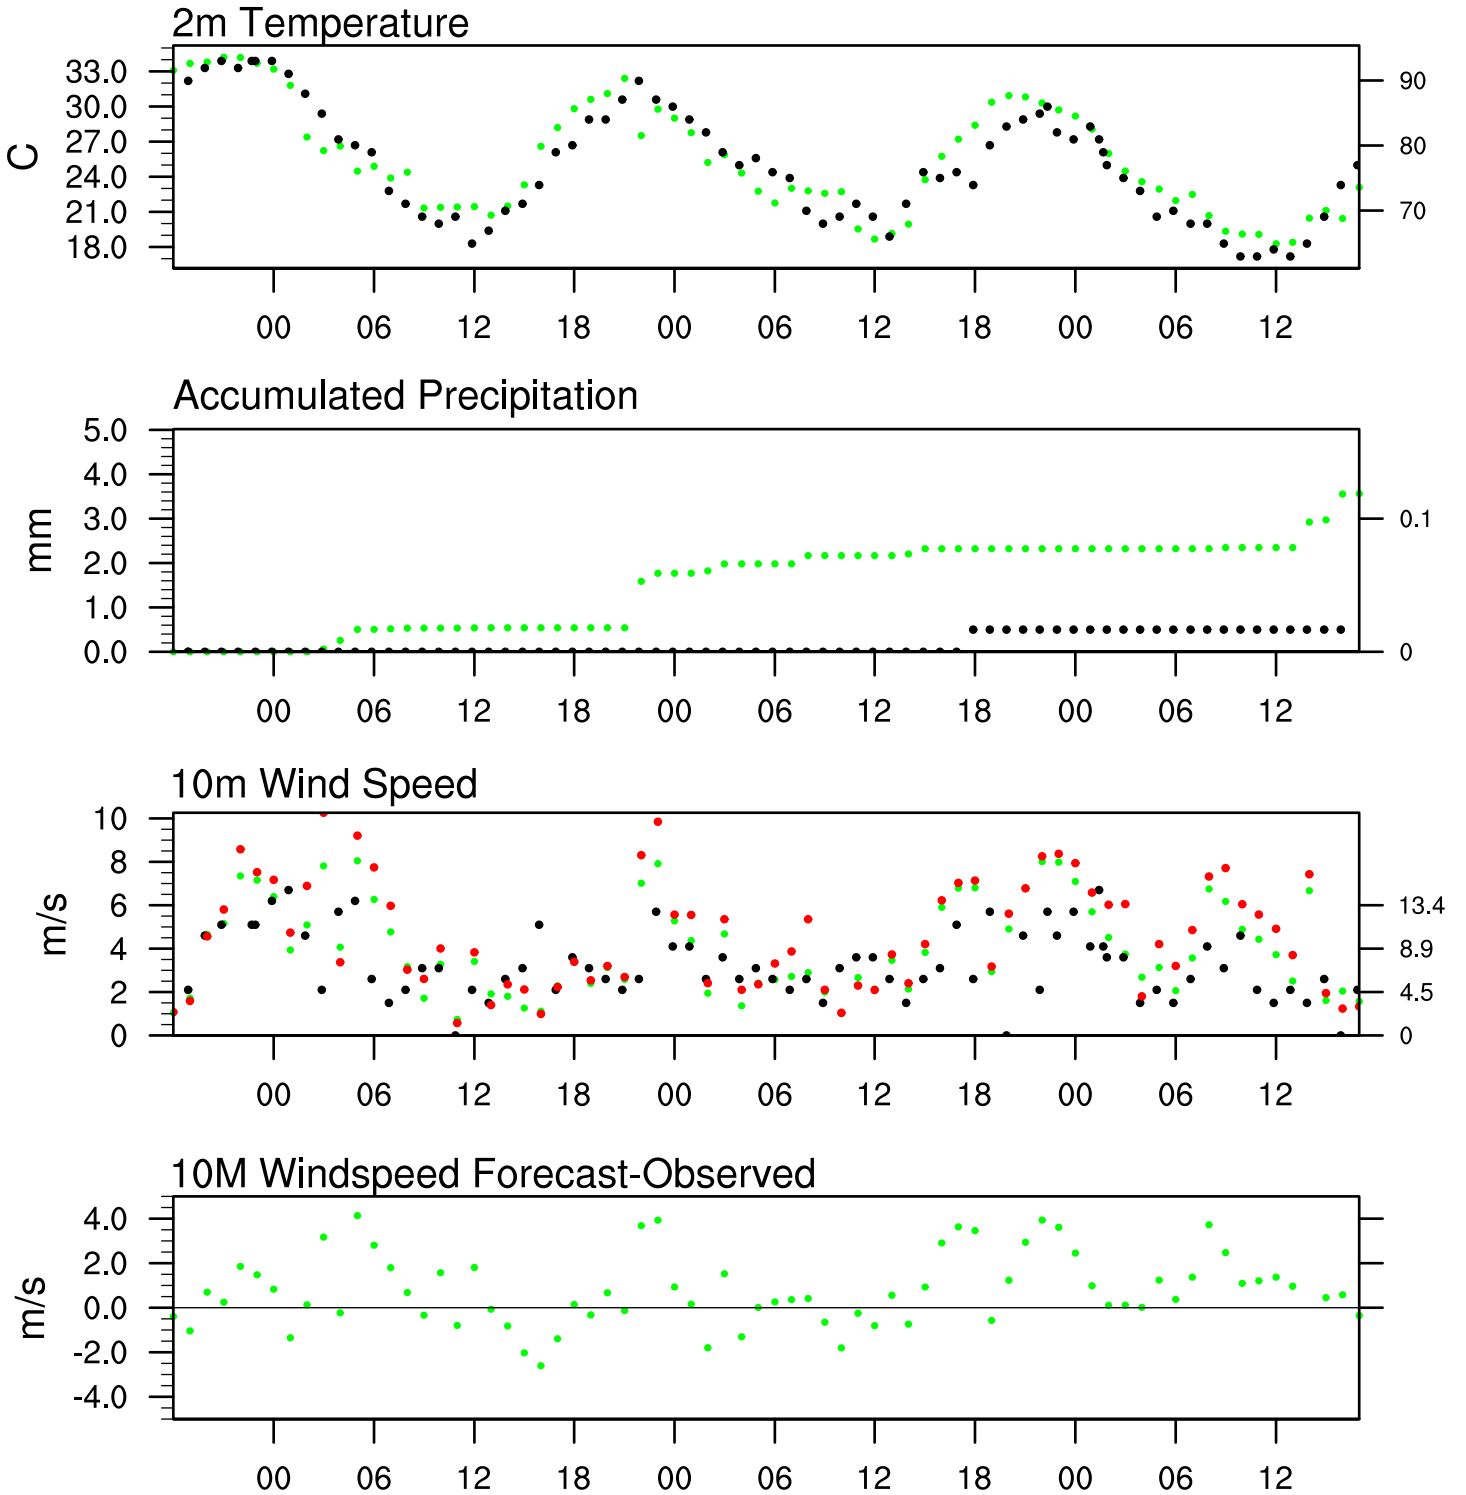 2m Temperature
33.0
30.0
27.0
24.0
21.0
18.0
C
90
80
70
00 06 12 18 00 06 12 18 00 06 12
Accumulated Precipitation
5.0
4.0
3.0
2.0
1.0
0.0
mm
0.1
0
00 06 12 18 00 06 12 18 00 06 12
10m Wind Speed
10
8
6
4
2
0
m/s
13.4
8.9
4.5
0
00 06 12 18 00 06 12 18 00 06 12
10M Windspeed Forecast-Observed
4.0
2.0
0.0
-2.0
-4.0
m/s
00 06 12 18 00 06 12 18 00 06 12